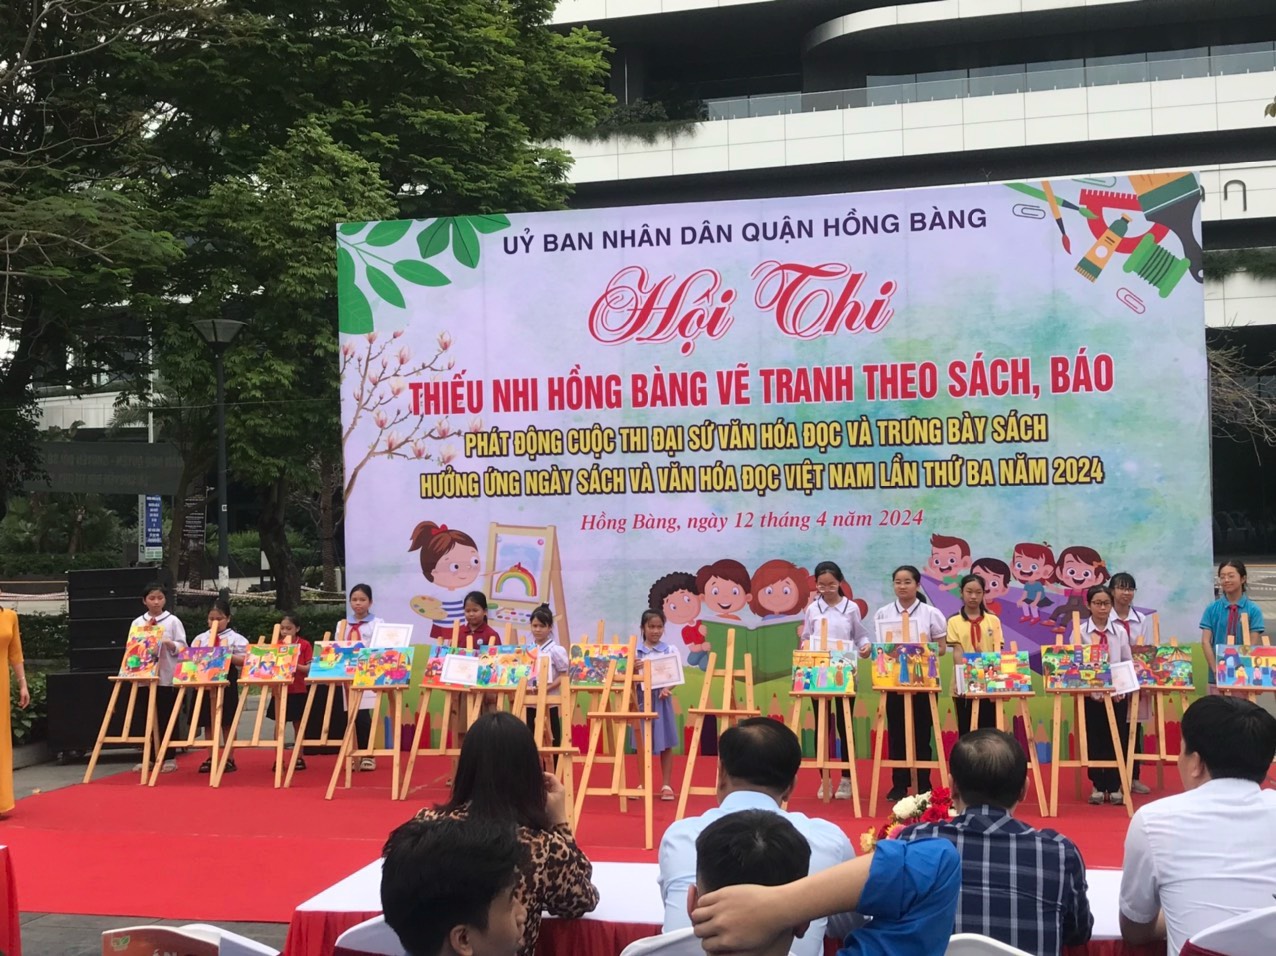 UỶ BAN NHÂN DÂN QUẬN HỒNG BÀNG
Hội Thi
THIẾU NHI HỒNG BÀNG VẼ TRANH THEO SÁCH, BÁO
PHÁT ĐỘNG CUỘC THI ĐẠI SỨ VĂN HÓA ĐỌC VÀ TRƯNG BÀY SÁCH
HƯỞNG ỨNG NGÀY SÁCH VÀ VĂN HÓA ĐỌC VIỆT NAM LẦN THỨ BA NĂM 2024
Hồng Bàng, ngày 12 tháng 4 năm 2024